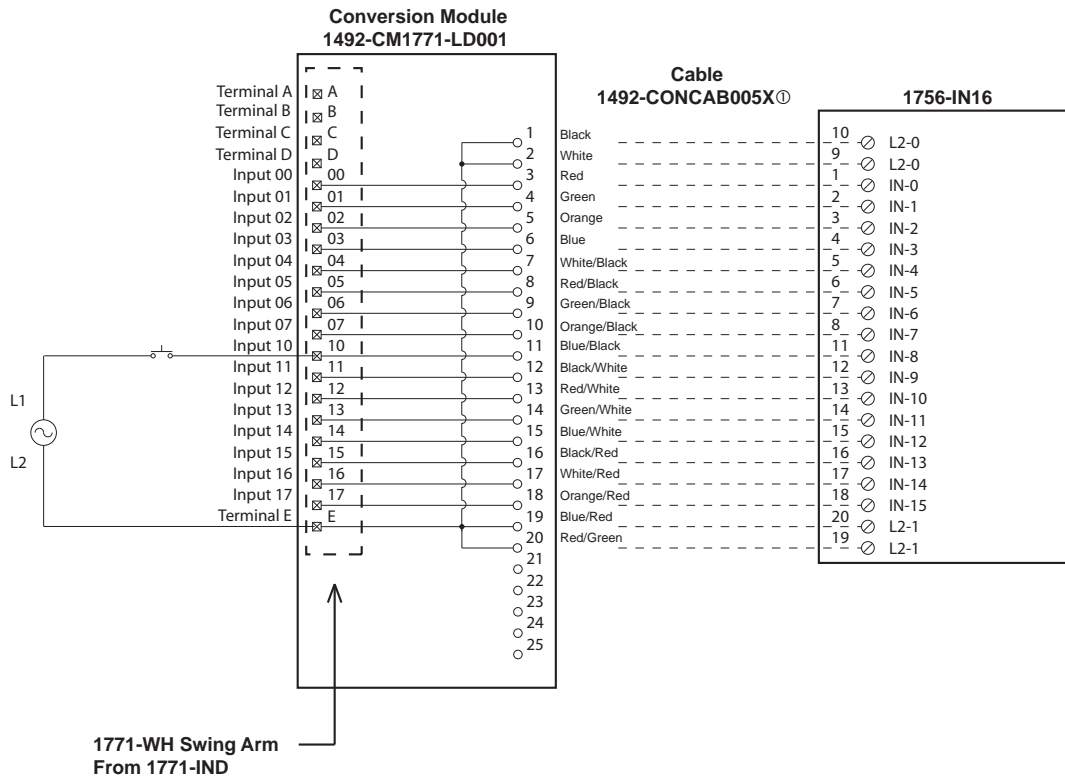 Conversion Module
1492-CM1771-LD001
Cable
1492-CONCAB005X①
1756-IN16
Terminal A A
Terminal B B
Terminal C C
Terminal D D
1 Black 10 L2-0
2 White 9 L2-0
Input 00 00 3 Red 1 IN-0
Input 01 01 4 Green 2 IN-1
Input 02 02 5 Orange 3 IN-2
Input 03 03 6 Blue 4 IN-3
Input 04 04 7 White/Black 5 IN-4
Input 05 05 8 Red/Black 6 IN-5
Input 06 06 9 Green/Black 7 IN-6
Input 07 07 10 Orange/Black 8 IN-7
Input 10 10 11 Blue/Black 11 IN-8
Input 11 11 12 Black/White 12 IN-9
Input 12 12 13 Red/White 13 IN-10
Input 13 13 14 Green/White 14 IN-11
Input 14 14 15 Blue/White 15 IN-12
Input 15 15 16 Black/Red 16 IN-13
Input 16 16 17 White/Red 17 IN-14
Input 17 17 18 Orange/Red 18 IN-15
Terminal E E 19 Blue/Red 20 L2-1
20 Red/Green 19 L2-1
21
22
23
24
25
L1
L2
1771-WH Swing Arm
From 1771-IND